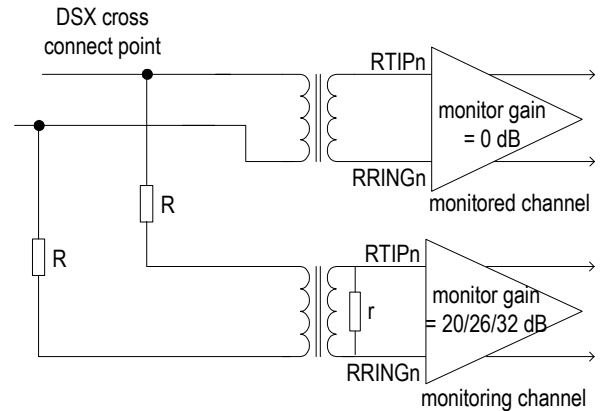 DSX cross
connect point
RTIPn
monitor gain
= 0 dB
RRINGn
monitored channel
R
R
RTIPn
monitor gain
= 20/26/32 dB
r
RRINGn
monitoring channel